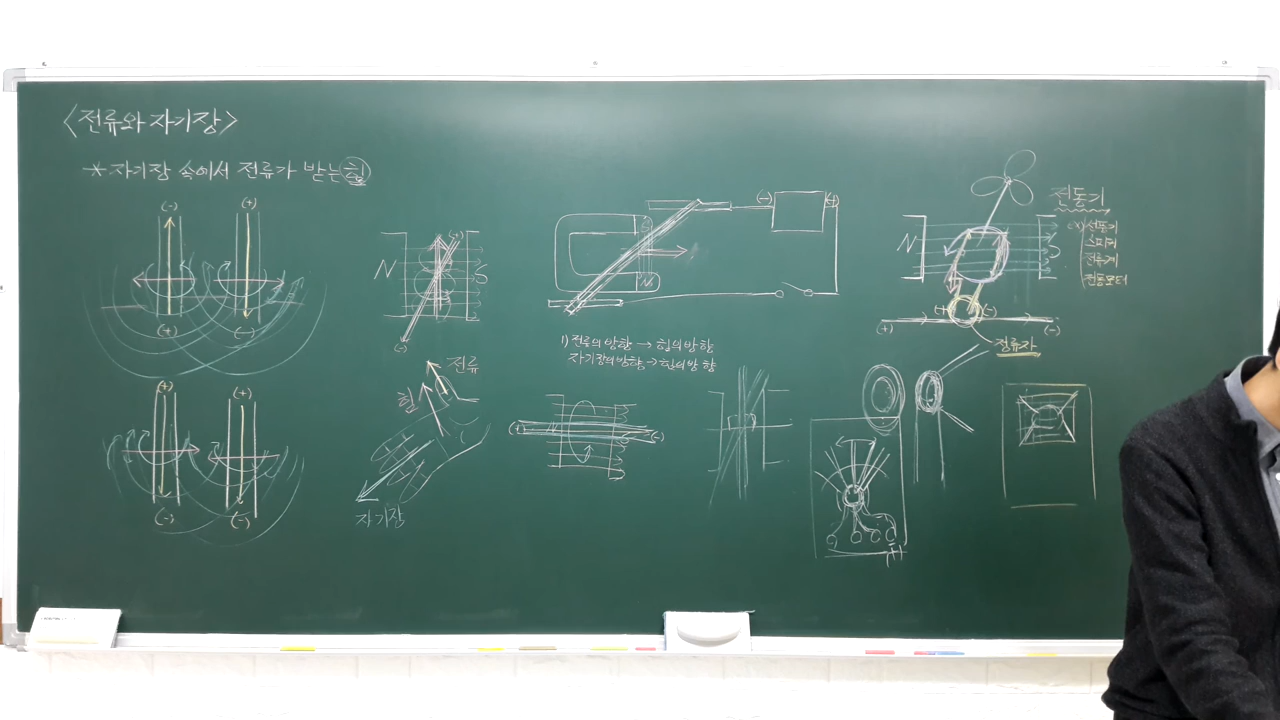 <전류와 자기장>
*자기장 속에서 전류가 받는 힘
(-) (+)
(+) (-)
(+) (+)
(-) (-)
N (+) S
(-)
전류
힘
자기장
(-) (+)
S
N
1) 전류의 방향 → 힘의 방향
자기장의 방향 → 힘의 방향
(+) N S (-)
전동기
N S
(ex) 선풍기
스피커
전류계
전동모터
(+) (-)
(+) (-)
정류자
(+)